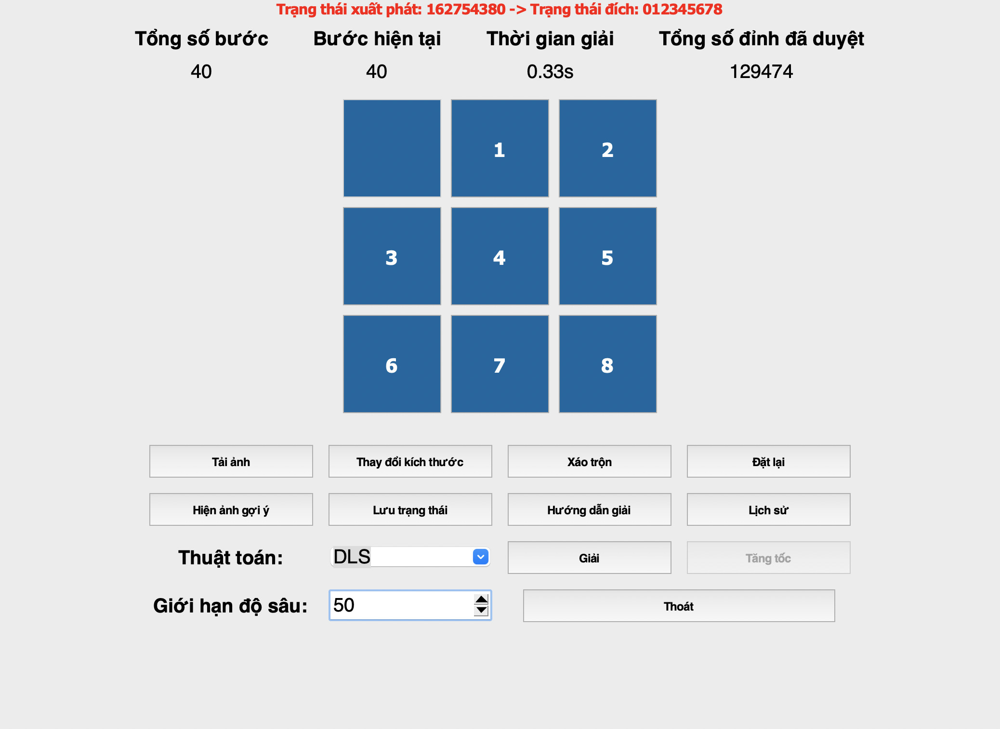 Trạng thái xuất phát: 162754380 -> Trạng thái đích: 012345678
Tổng số bước Bước hiện tại Thời gian giải Tổng số đỉnh đã duyệt
40 40 0.33s 129474
1 2
3 4 5
6 7 8
Tải ảnh Thay đổi kích thước Xáo trộn Đặt lại
Hiện ảnh gợi ý Lưu trạng thái Hướng dẫn giải Lịch sử
Thuật toán: DLS Giải Tăng tốc
Giới hạn độ sâu: 50 Thoát